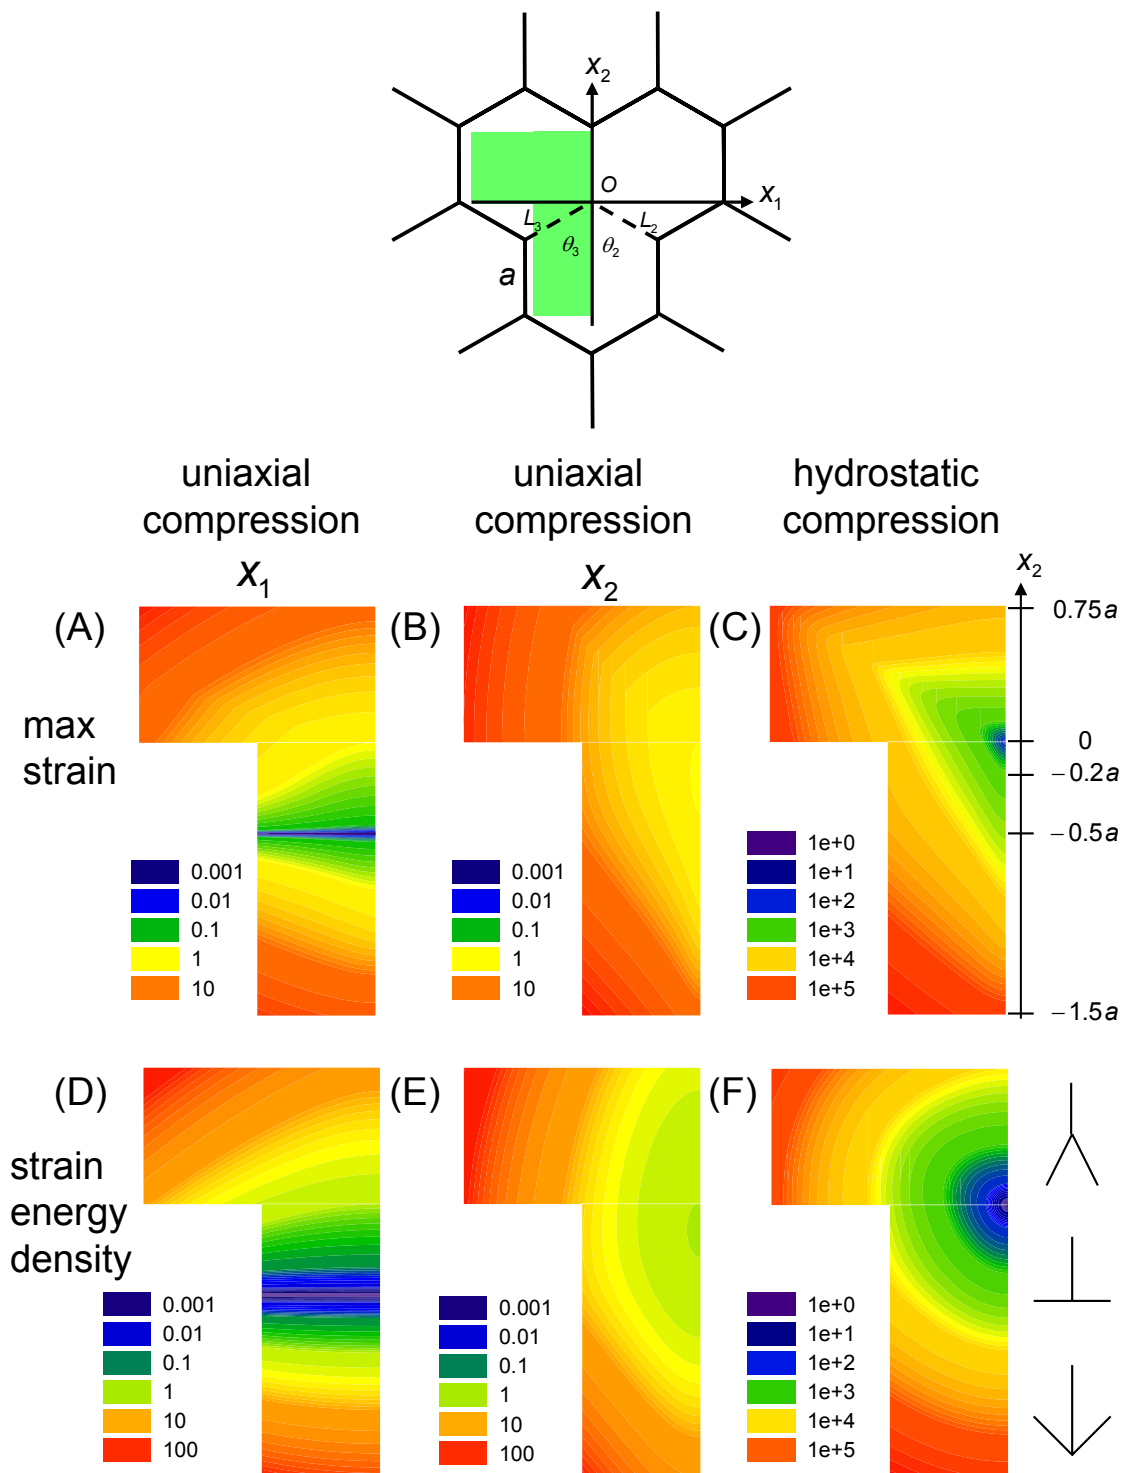 x2
O
x1
L3
L2
θ3
θ2
a
uniaxial
compression
x1
uniaxial
compression
x2
hydrostatic
compression
x2
(A)
(B)
(C)
0.75a
max
strain
0
−0.2a
−0.5a
−1.5a
0.001
0.01
0.1
1
10
0.001
0.01
0.1
1
10
1e+0
1e+1
1e+2
1e+3
1e+4
1e+5
(D)
(E)
(F)
strain
energy
density
0.001
0.01
0.1
1
10
100
0.001
0.01
0.1
1
10
100
1e+0
1e+1
1e+2
1e+3
1e+4
1e+5